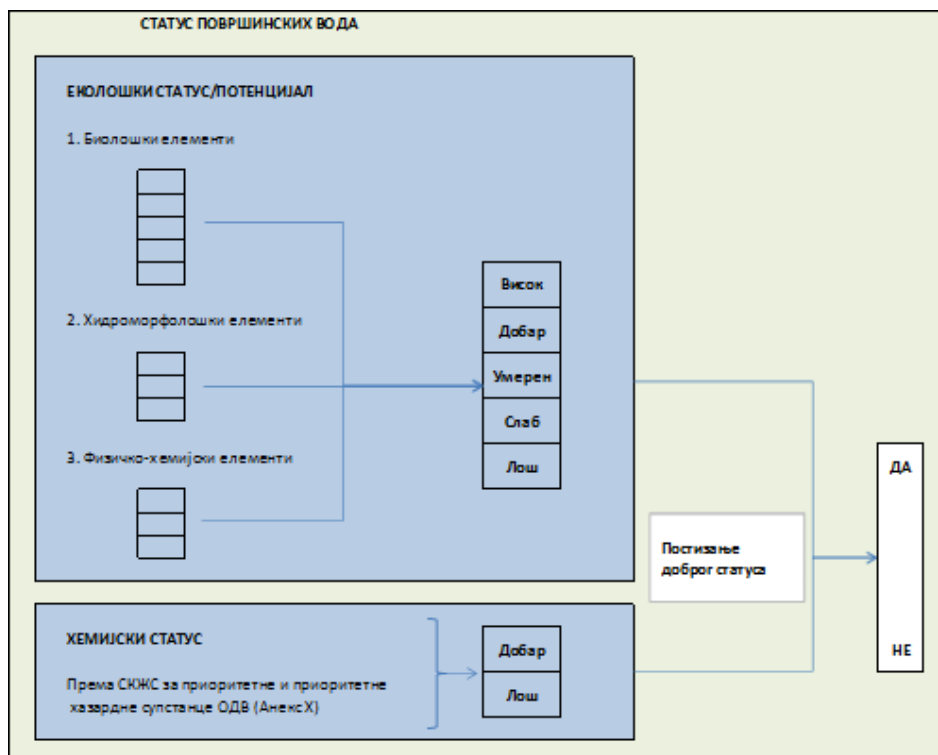 СТАТУС ПОВРШИНСКИХ ВОДА
ЕКОЛОШКИ СТАТУС/ПОТЕНЦИЈАЛ
1. Биолошки елементи
2. Хидроморфолошки елементи
3. Физичко-хемијски елементи
Висок
Добар
Умерен
Слаб
Лош
Постизање
доброг статуса
ДА
НЕ
ХЕМИЈСКИ СТАТУС
Према СКЖС за приоритетне и приоритетне
хазардне супстанце ОДВ (Анекс X)
Добар
Лош